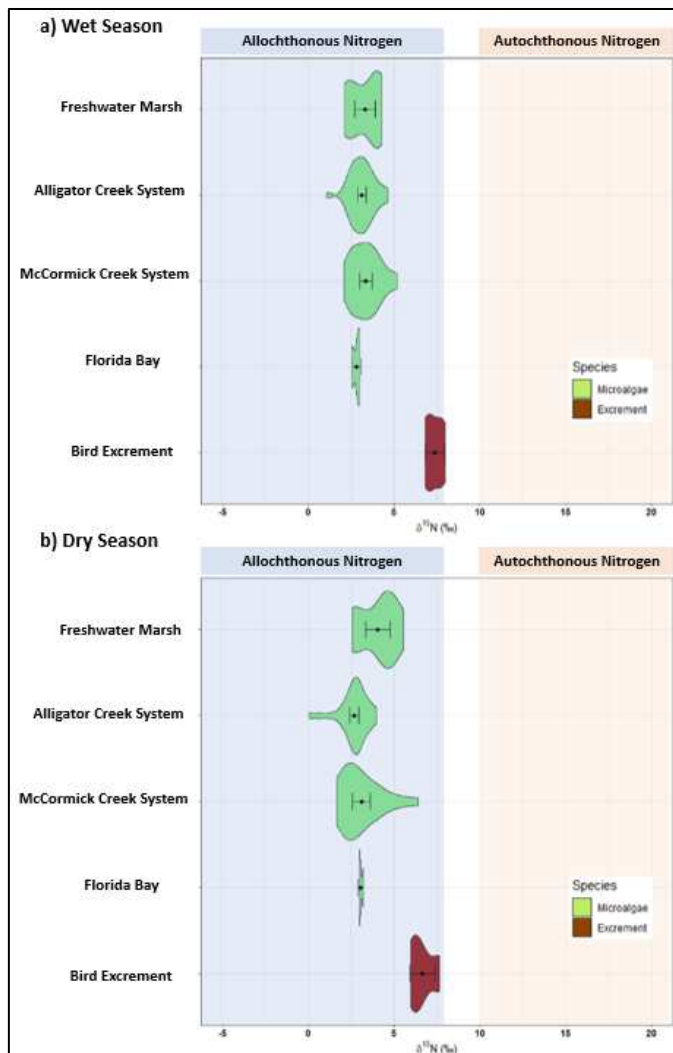 a) Wet Season
Allochthonous Nitrogen
Autochthonous Nitrogen
Freshwater Marsh
Alligator Creek System
McCormick Creek System
Florida Bay
Bird Excrement
Species
Microalgae
Excrement
-5 0 5 10 15 20
δ¹⁵N (‰)
b) Dry Season
Allochthonous Nitrogen
Autochthonous Nitrogen
Freshwater Marsh
Alligator Creek System
McCormick Creek System
Florida Bay
Bird Excrement
Species
Microalgae
Excrement
-5 0 5 10 15 20
δ¹⁵N (‰)